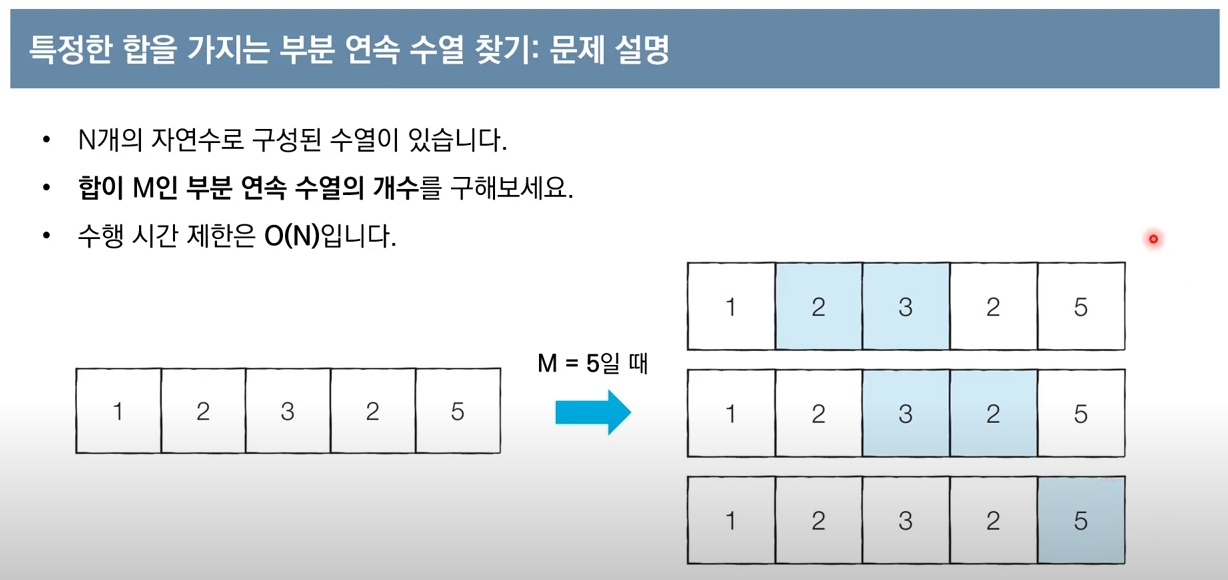 특정한 합을 가지는 부분 연속 수열 찾기: 문제 설명
• N개의 자연수로 구성된 수열이 있습니다.
• 합이 M인 부분 연속 수열의 개수를 구해보세요.
• 수행 시간 제한은 O(N)입니다.
1 2 3 2 5
M = 5일 때
1 2 3 2 5
1 2 3 2 5
1 2 3 2 5